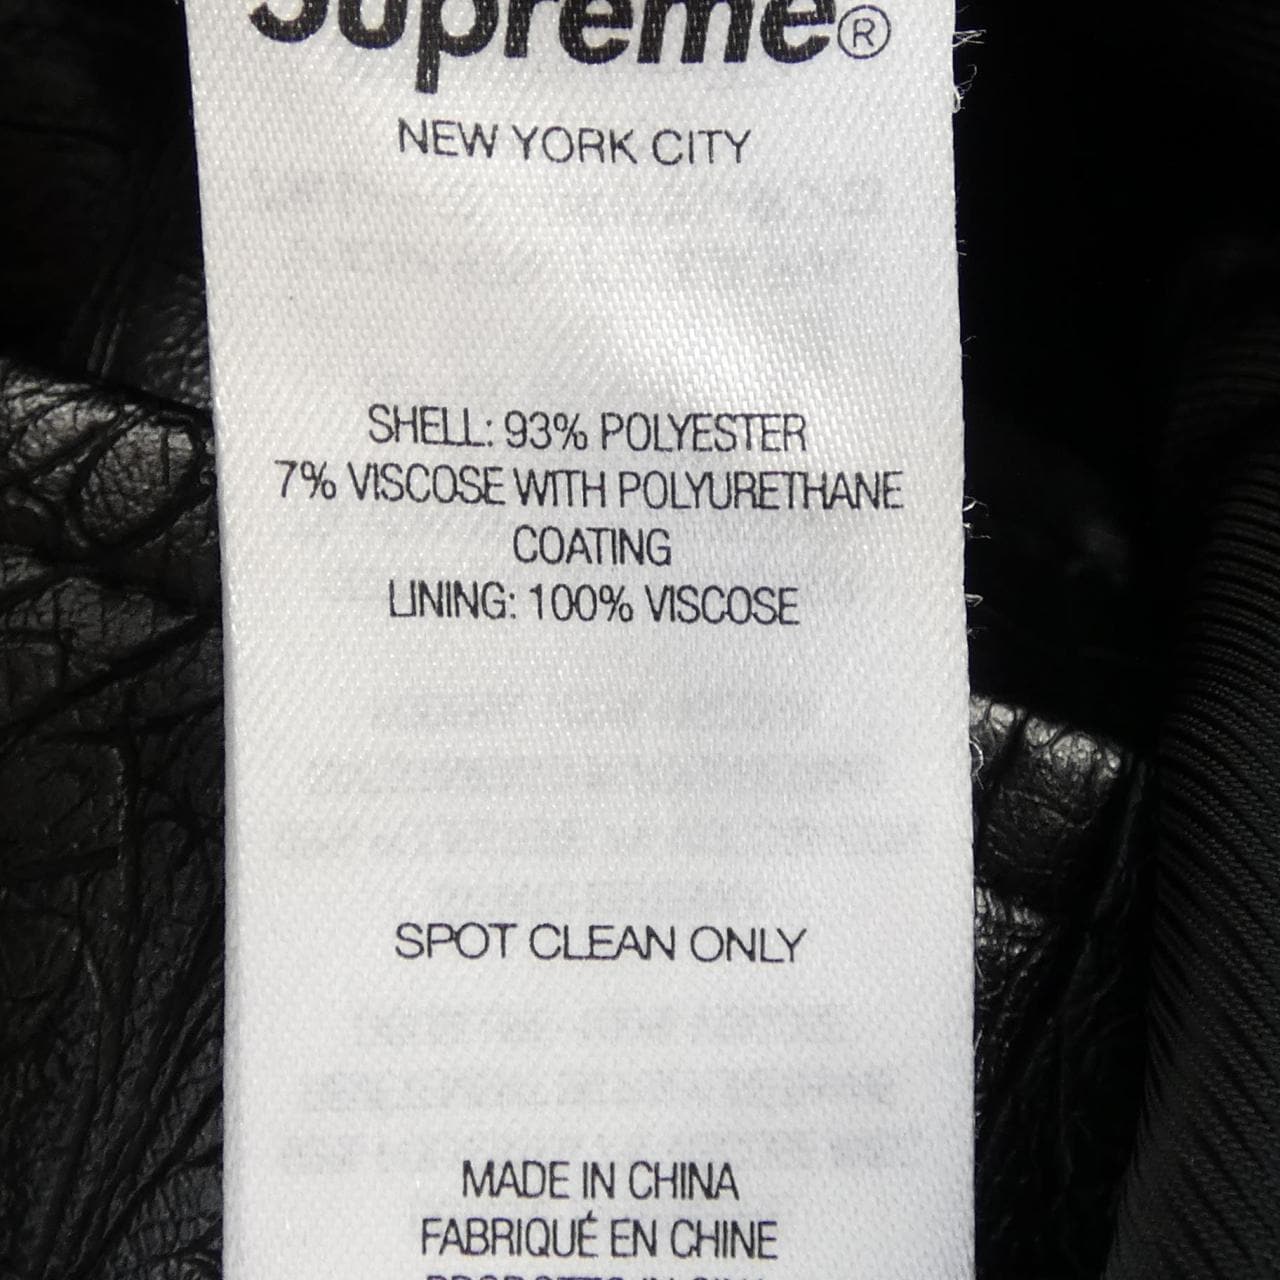 Supreme®
NEW YORK CITY
SHELL: 93% POLYESTER
7% VISCOSE WITH POLYURETHANE
COATING
LINING: 100% VISCOSE
SPOT CLEAN ONLY
MADE IN CHINA
FABRIQUÉ EN CHINE